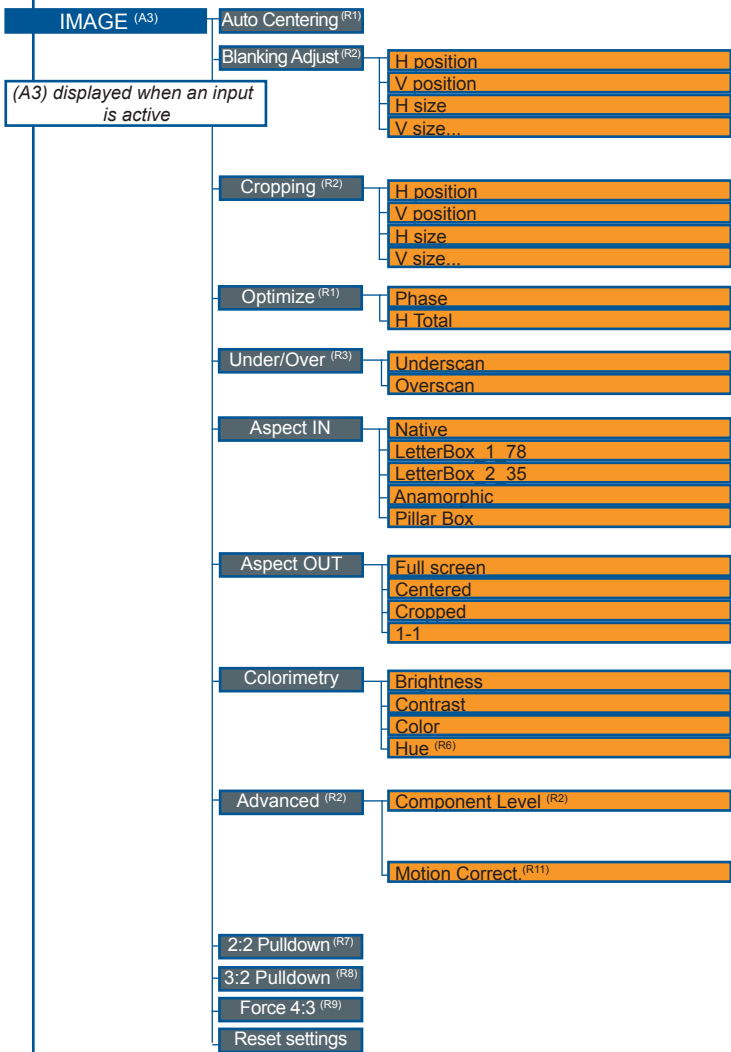 IMAGE (A3)
Auto Centering (R1)
Blanking Adjust (R2)
H position
V position
H size
V size...
(A3) displayed when an input
is active
Cropping (R2)
H position
V position
H size
V size...
Optimize (R1)
Phase
H Total
Under/Over (R3)
Underscan
Overscan
Aspect IN
Native
LetterBox_1_78
LetterBox_2_35
Anamorphic
Pillar Box
Aspect OUT
Full screen
Centered
Cropped
1-1
Colorimetry
Brightness
Contrast
Color
Hue (R6)
Advanced (R2)
Component Level (R2)
Motion Correct.(R11)
2:2 Pulldown (R7)
3:2 Pulldown (R8)
Force 4:3 (R9)
Reset settings